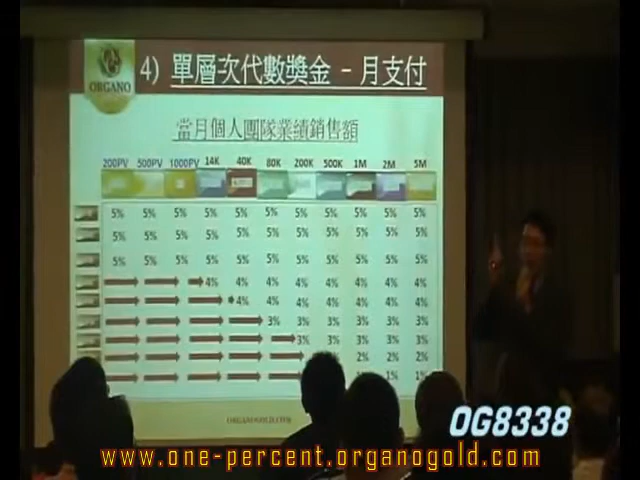 ORGANO
4) 單層次代數獎金 - 月支付
當月個人團隊業績銷售額
200PV 500PV 1000PV 14K 40K 80K 200K 500K 1M 2M 5M
5% 5% 5% 5% 5% 5% 5% 5% 5% 5% 5%
5% 5% 5% 5% 5% 5% 5% 5% 5% 5% 5%
5% 5% 5% 5% 5% 5% 5% 5% 5% 5% 5%
4% 4% 4% 4% 4% 4% 4% 4%
4% 4% 4% 4% 4% 4% 4%
3% 3% 3% 3% 3% 3%
3% 3% 3% 3% 3%
2% 2% 2%
1%
ORGANOGOLD.COM
OG8338
www.one-percent.organogold.com